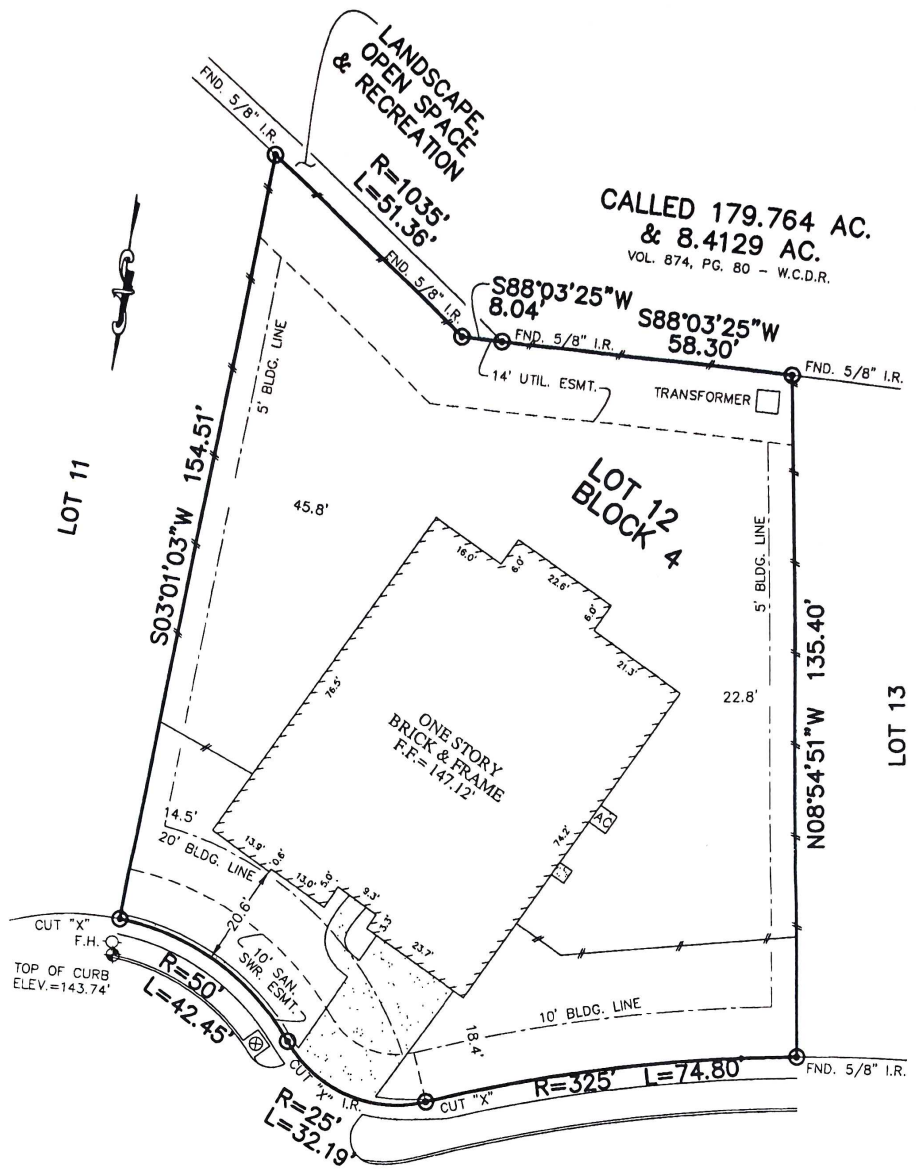 LANDSCAPE,
OPEN SPACE
& RECREATION
FND. 5/8" I.R.
R=1035'
L=51.36'
FND. 5/8" I.R.
CALLED 179.764 AC.
& 8.4129 AC.
VOL. 874, PG. 80 - W.C.D.R.
S88°03'25"W
8.04'
S88°03'25"W
58.30'
FND. 5/8" I.R.
FND. 5/8" I.R.
14' UTIL. ESMT.
TRANSFORMER
5' BLDG. LINE
S03°01'03"W 154.51'
LOT 11
45.8'
LOT 12
BLOCK 4
16.0'
6.0'
22.6'
6.0'
21.3'
5' BLDG. LINE
22.8'
76.5'
ONE STORY
BRICK & FRAME
F.F.= 147.12'
N08°54'51"W 135.40'
LOT 13
AC
74.2'
14.5'
20' BLDG. LINE
13.9'
0.6'
13.0'
5.0'
9.3'
3.3'
23.7'
20.6'
10' SAN.
SWR. ESMT.
CUT "X"
F.H.
TOP OF CURB
ELEV.=143.74'
R=50'
L=42.45'
18.4'
10' BLDG. LINE
CUT "X" I.R.
R=25'
L=32.19'
CUT "X"
R=325' L=74.80'
FND. 5/8" I.R.